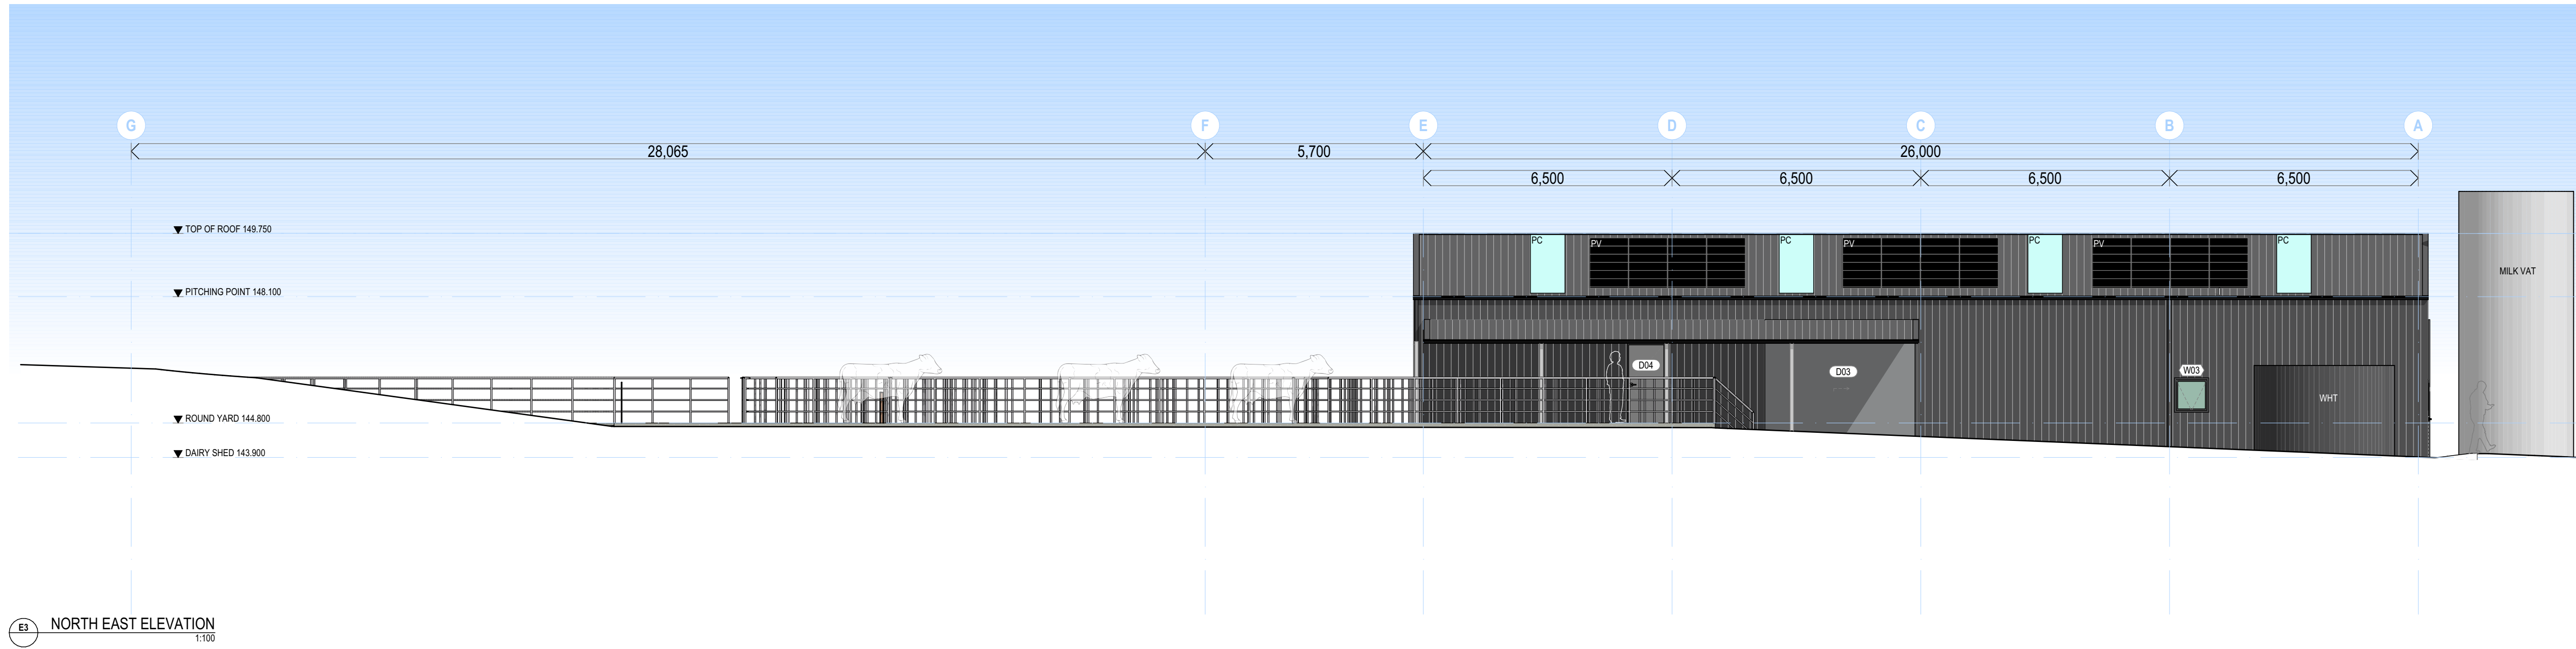 G F E D C B A
28,065 5,700 26,000
6,500 6,500 6,500 6,500
TOP OF ROOF 149.750
PC PV PC PV PC PV PC
MILK VAT
PITCHING POINT 148.100
D04 D03 W03
WHT
ROUND YARD 144.800
DAIRY SHED 143.900
E3 NORTH EAST ELEVATION
1:100